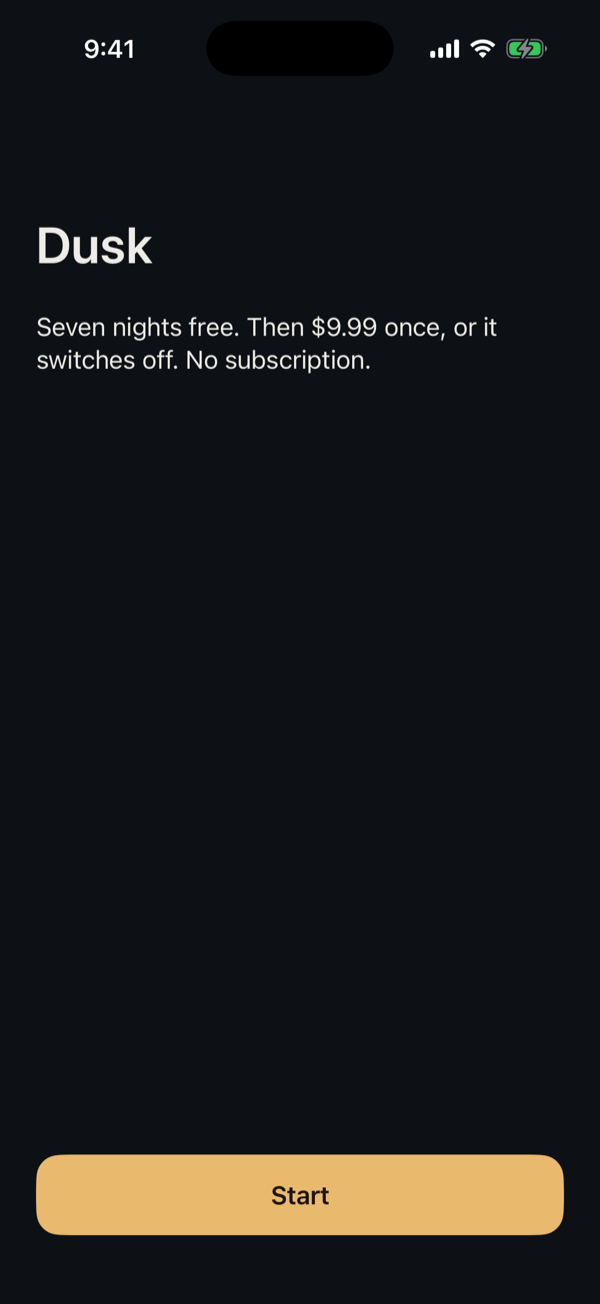 9:41
Dusk
Seven nights free. Then $9.99 once, or it
switches off. No subscription.
Start